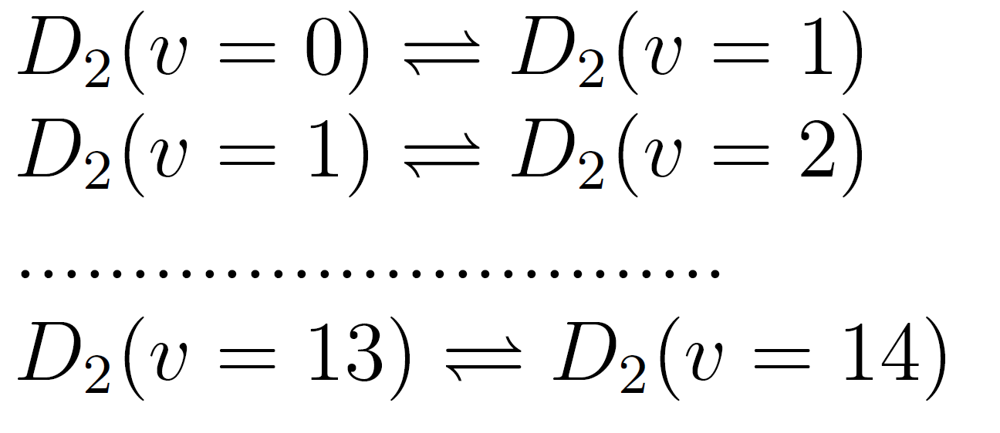 D₂(v = 0) ⇌ D₂(v = 1)
D₂(v = 1) ⇌ D₂(v = 2)
...............................
D₂(v = 13) ⇌ D₂(v = 14)